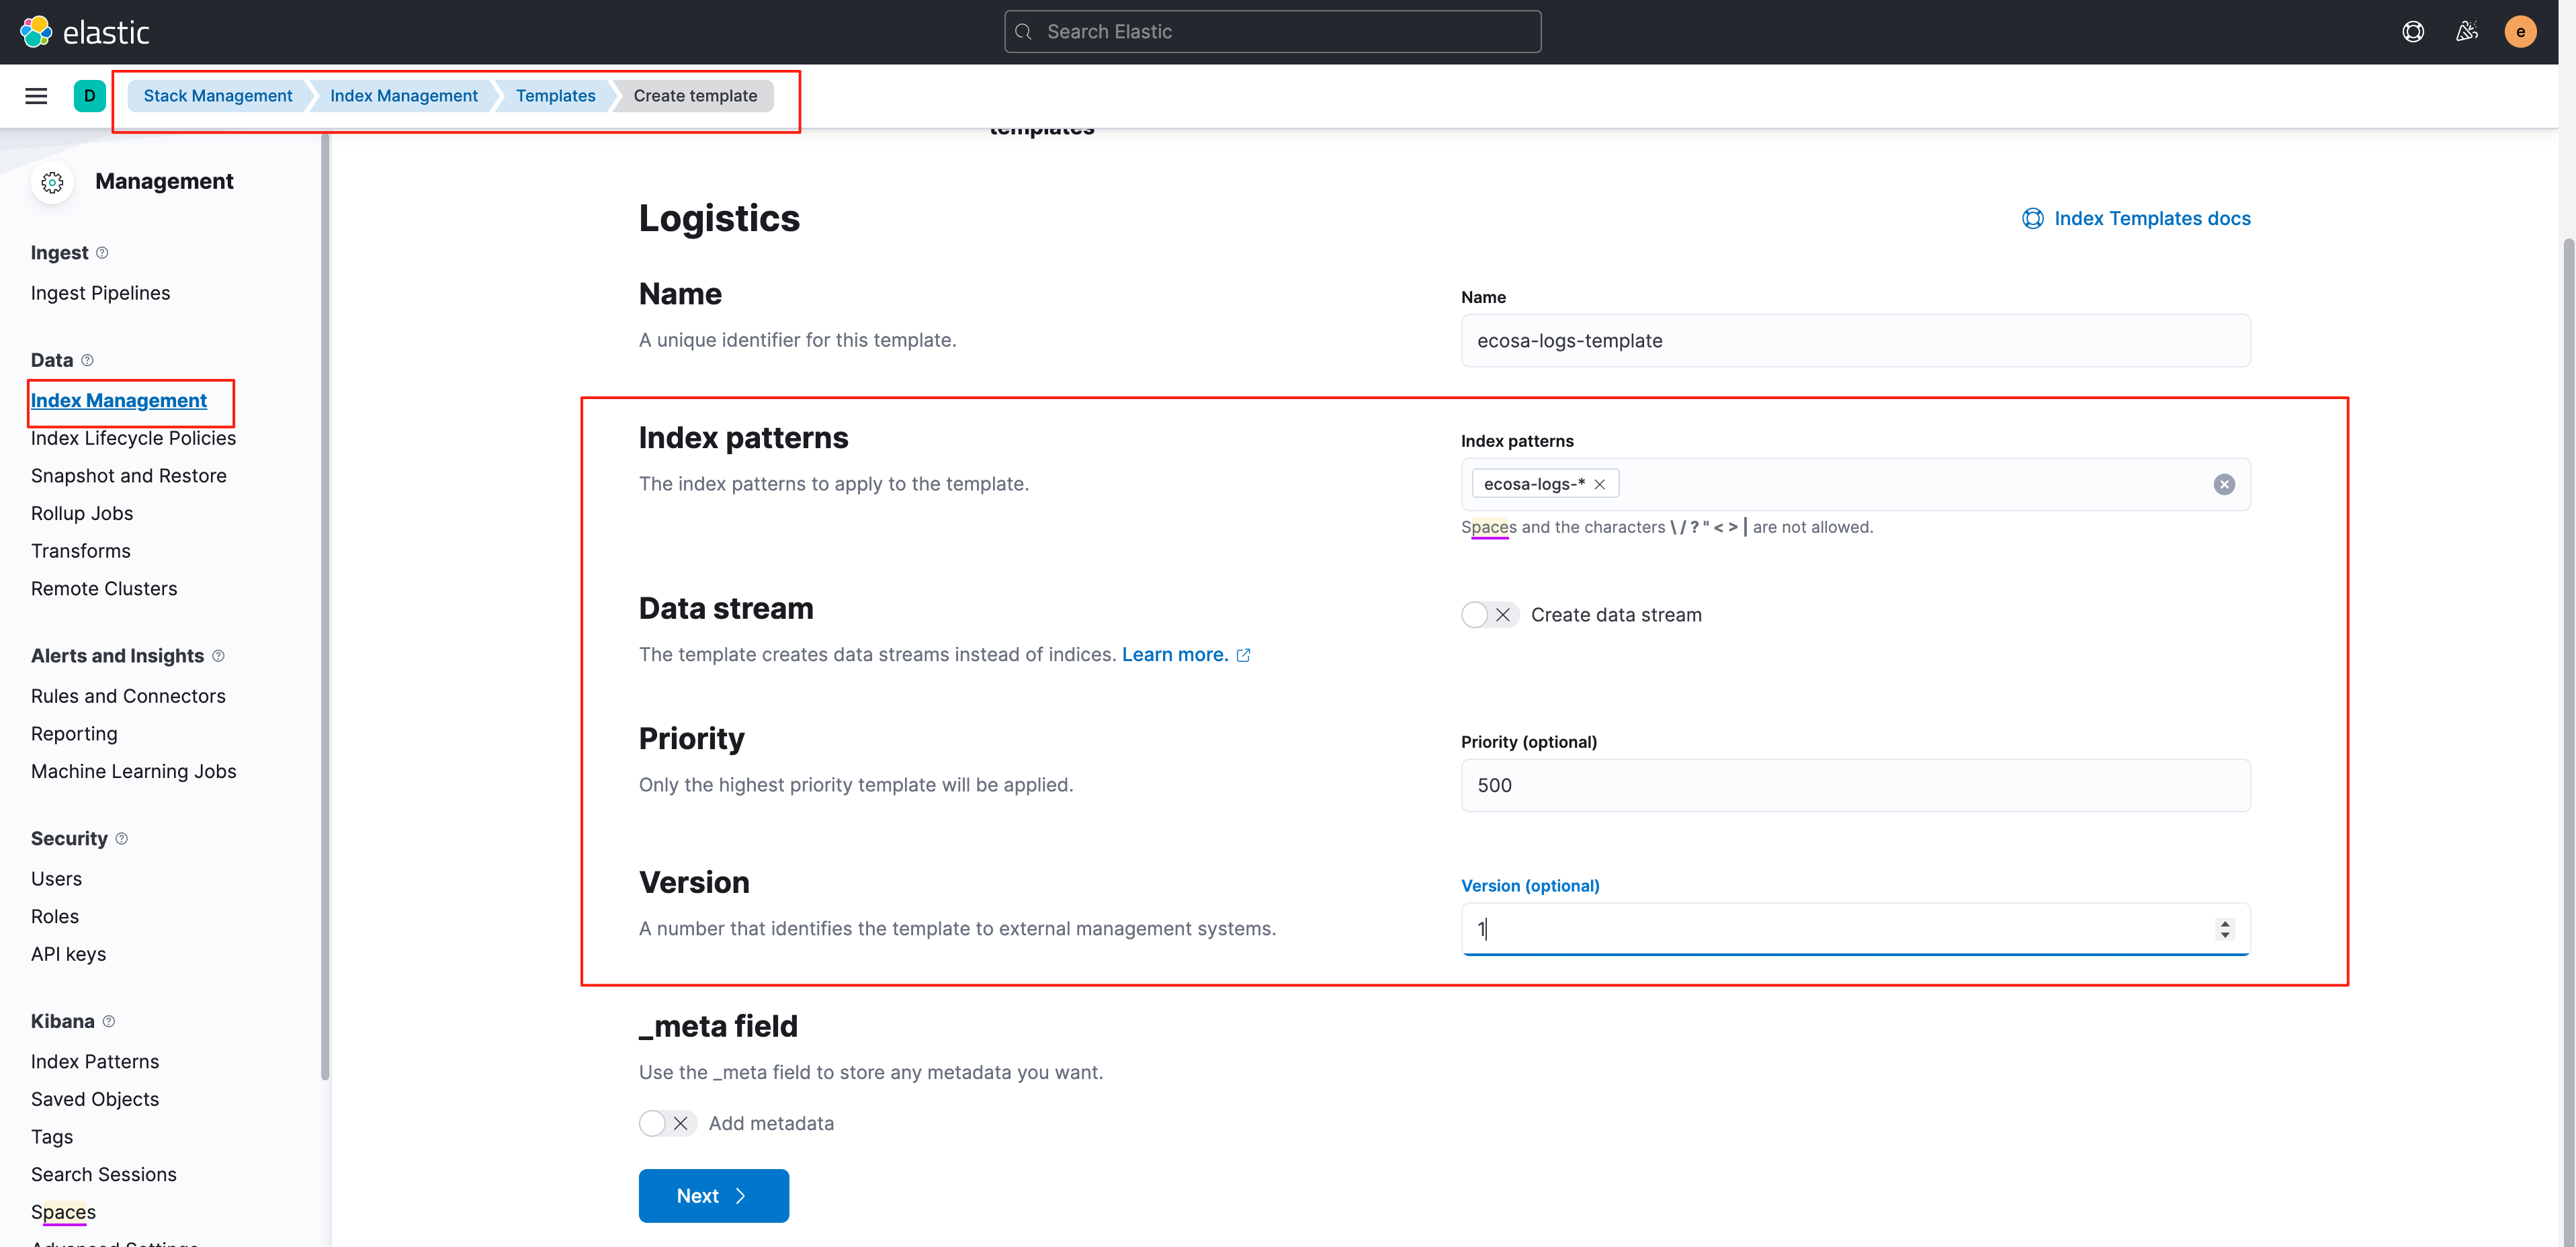 elastic
Search Elastic
e
D
Stack Management
Index Management
Templates
Create template
templates
Management
Ingest
Ingest Pipelines
Data
Index Management
Index Lifecycle Policies
Snapshot and Restore
Rollup Jobs
Transforms
Remote Clusters
Alerts and Insights
Rules and Connectors
Reporting
Machine Learning Jobs
Security
Users
Roles
API keys
Kibana
Index Patterns
Saved Objects
Tags
Search Sessions
Spaces
Advanced Settings
Logistics
Index Templates docs
Name
A unique identifier for this template.
Name
ecosa-logs-template
Index patterns
The index patterns to apply to the template.
Index patterns
ecosa-logs-*
Spaces and the characters \ / ? " < > | are not allowed.
Data stream
The template creates data streams instead of indices. Learn more.
Create data stream
Priority
Only the highest priority template will be applied.
Priority (optional)
500
Version
A number that identifies the template to external management systems.
Version (optional)
1
_meta field
Use the _meta field to store any metadata you want.
Add metadata
Next